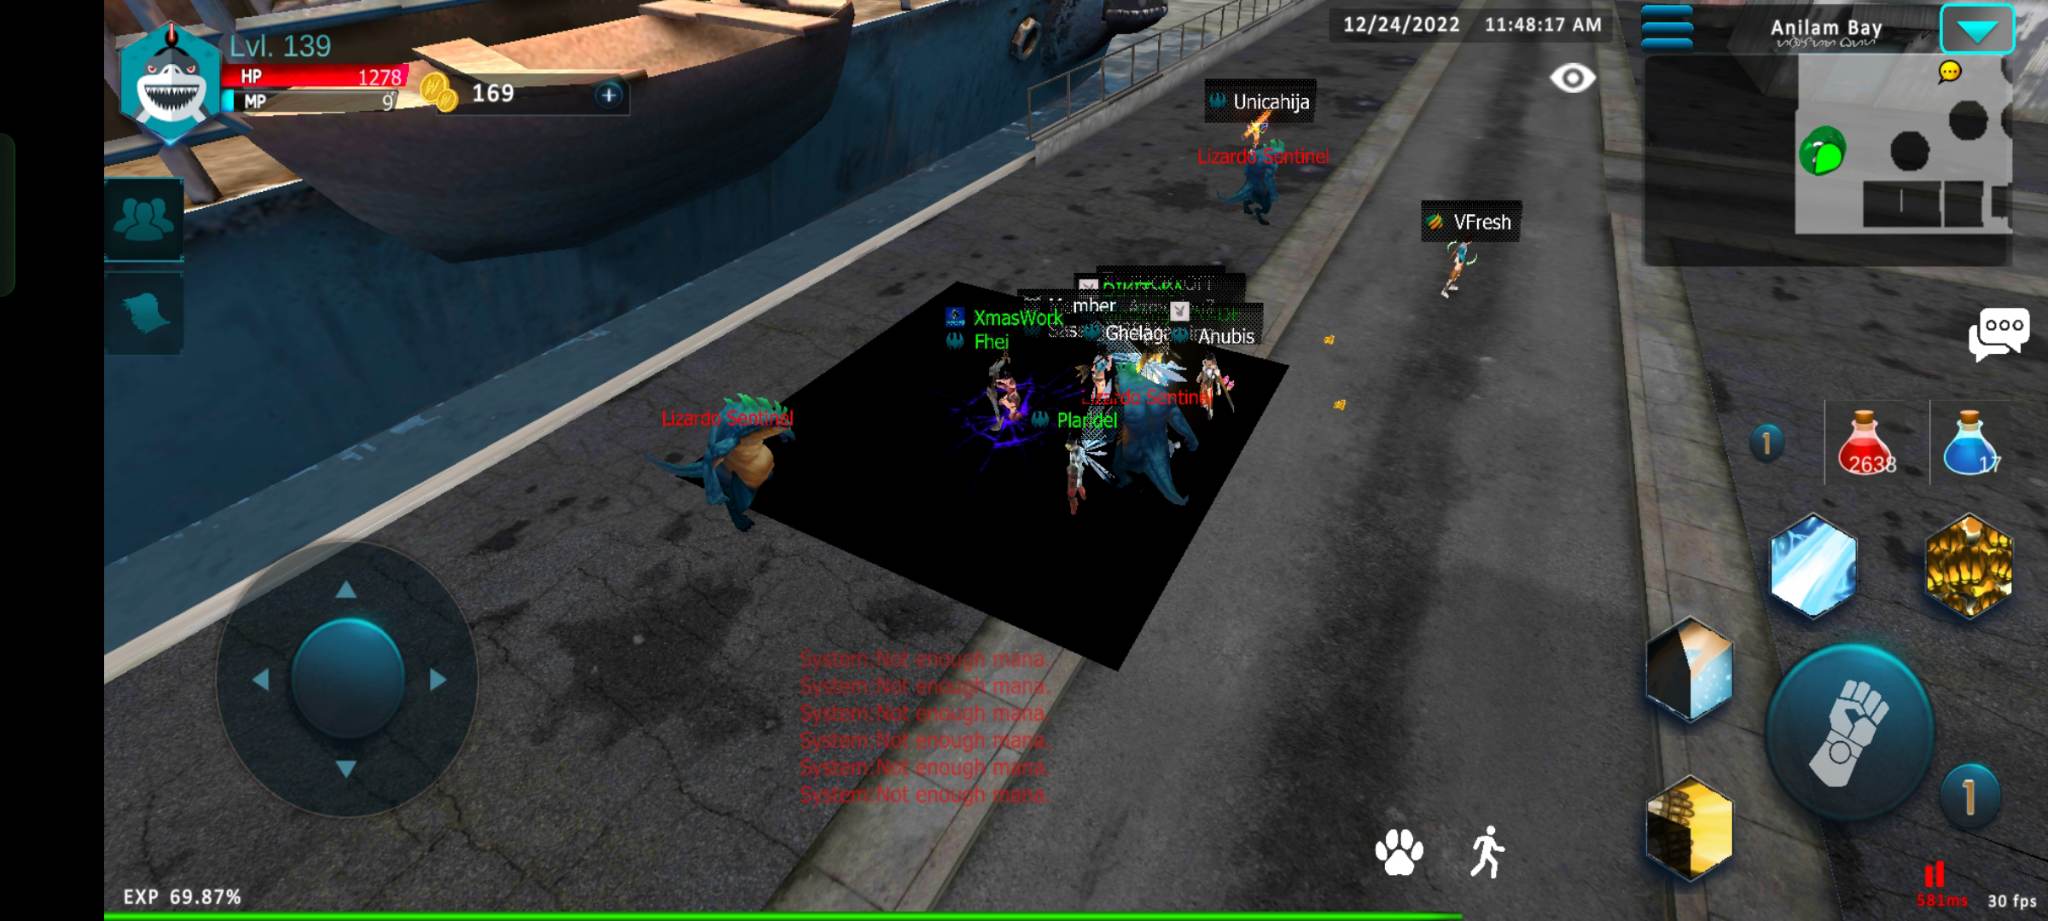 Lvl. 139
HP 1278
MP 9
169
12/24/2022 11:48:17 AM
Anilam Bay
Unicahija
Lizardo Sentinel
VFresh
XmasWork
Fhei
Anubis
Lizardo Sentinel
Lizardo Sentinel
Plaridel
1
2638
17
System:Not enough mana.
System:Not enough mana.
System:Not enough mana.
System:Not enough mana.
System:Not enough mana.
System:Not enough mana.
1
EXP 69.87%
581ms
30 fps